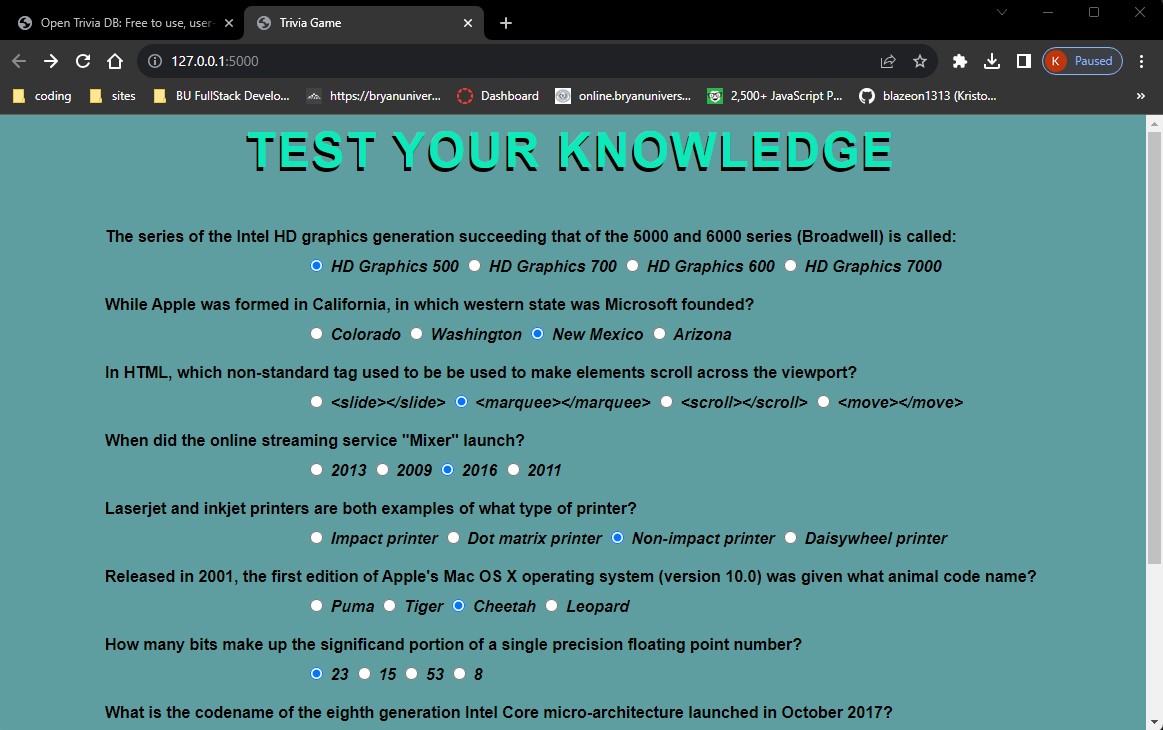 Open Trivia DB: Free to use, user-
Trivia Game
127.0.0.1:5000
K Paused
coding sites BU FullStack Develo... https://bryanuniver... Dashboard online.bryanunivers... 2,500+ JavaScript P... blazeon1313 (Kristo... »
TEST YOUR KNOWLEDGE
The series of the Intel HD graphics generation succeeding that of the 5000 and 6000 series (Broadwell) is called:
HD Graphics 500 HD Graphics 700 HD Graphics 600 HD Graphics 7000
While Apple was formed in California, in which western state was Microsoft founded?
Colorado Washington New Mexico Arizona
In HTML, which non-standard tag used to be be used to make elements scroll across the viewport?
<slide></slide> <marquee></marquee> <scroll></scroll> <move></move>
When did the online streaming service "Mixer" launch?
2013 2009 2016 2011
Laserjet and inkjet printers are both examples of what type of printer?
Impact printer Dot matrix printer Non-impact printer Daisywheel printer
Released in 2001, the first edition of Apple's Mac OS X operating system (version 10.0) was given what animal code name?
Puma Tiger Cheetah Leopard
How many bits make up the significand portion of a single precision floating point number?
23 15 53 8
What is the codename of the eighth generation Intel Core micro-architecture launched in October 2017?